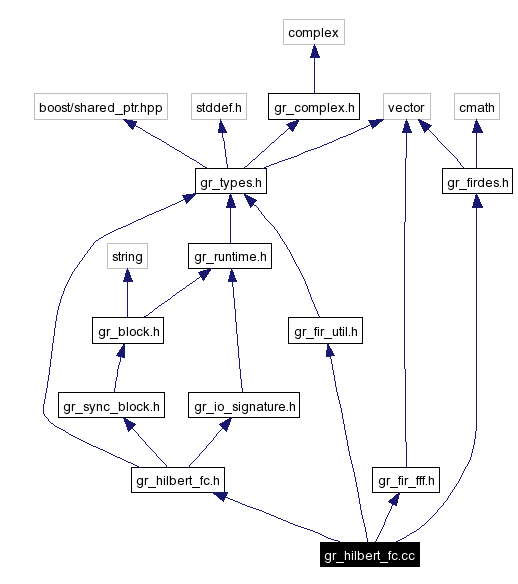 complex
boost/shared_ptr.hpp
stddef.h
gr_complex.h
vector
cmath
gr_types.h
gr_firdes.h
string
gr_runtime.h
gr_block.h
gr_fir_util.h
gr_sync_block.h
gr_io_signature.h
gr_hilbert_fc.h
gr_fir_fff.h
gr_hilbert_fc.cc